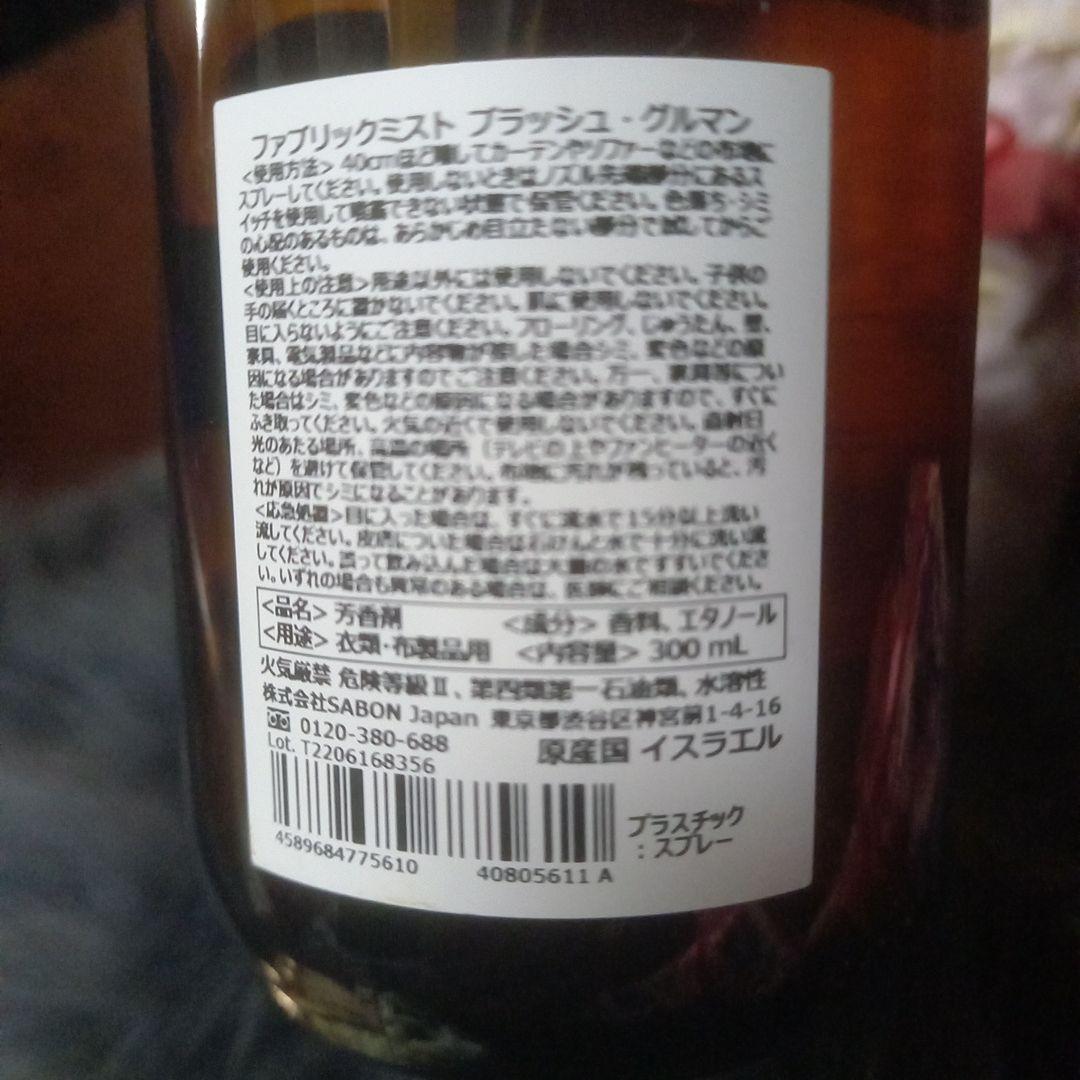 ファブリックミスト ブラッシュ・グルマン
<使用方法> 40cmほど離してカーテンやソファーなどの布地に
スプレーしてください。使用しないときはノズル先端部分にあるス
イッチを使用して噴霧できない状態で保管ください。色落ち・シミ
の心配のあるものは、あらかじめ目立たない部分で試してからご
使用ください。
<使用上の注意>用途以外には使用しないでください。子供の
手の届くところに置かないでください。肌に使用しないでください。
目に入らないようにご注意ください。フローリング、じゅうたん、畳、
家具、電気製品などに内容物が差した場合シミ、変色などの原
因になる場合がありますのでご注意ください。万一、家具等につい
た場合はシミ、変色などの原因になる場合がありますので、すぐに
ふき取ってください。火気の近くで使用しないでください。直射日
光のあたる場所、高温の場所 (テレビの上やファンヒーターの近く
など) を避けて保管してください。布地に汚れが残っていると、汚
れが原因でシミになることがあります。
<応急処置>目に入った場合は、すぐに流水で15分以上洗い
流してください。皮膚についた場合は石けんと水で十分に洗い流
してください。誤って飲み込んだ場合は大量の水ですすいでくださ
い。いずれの場合も異常のある場合は、医師にご相談ください。
<品名> 芳香剤 <成分> 香料、エタノール
<用途> 衣類・布製品用 <内容量> 300 mL
火気厳禁 危険等級Ⅱ、第四類第一石油類、水溶性
株式会社SABON Japan 東京都渋谷区神宮前1-4-16
0120-380-688 原産国 イスラエル
Lot. T2206168356
プラスチック
: スプレー
4589684775610 40805611 A